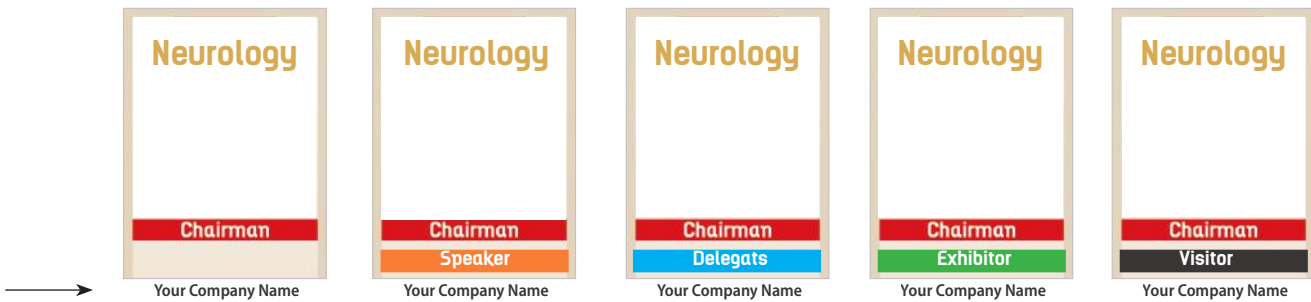 Neurology Neurology Neurology Neurology Neurology
Chairman Chairman Chairman Chairman Chairman
Speaker Delegats Exhibitor Visitor
Your Company Name Your Company Name Your Company Name Your Company Name Your Company Name